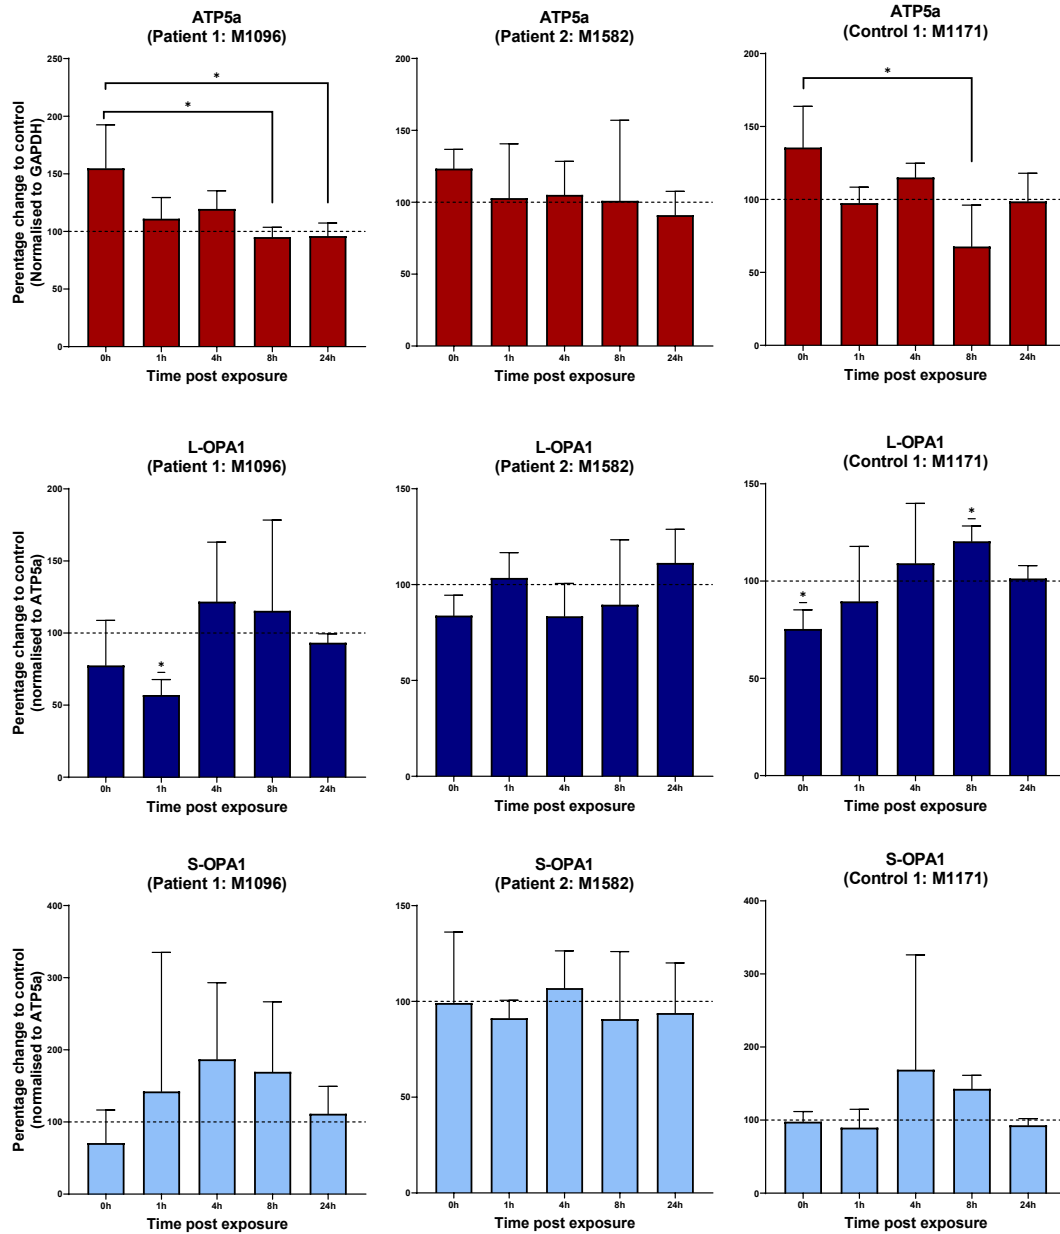 ATP5a
(Patient 1: M1096)
Perentage change to control
(Normalised to GAPDH)
250
200
150
100
50
0
*
*
0h 1h 4h 8h 24h
Time post exposure
ATP5a
(Patient 2: M1582)
200
150
100
50
0
0h 1h 4h 8h 24h
Time post exposure
ATP5a
(Control 1: M1171)
200
150
100
50
0
*
0h 1h 4h 8h 24h
Time post exposure
L-OPA1
(Patient 1: M1096)
Perentage change to control
(normalised to ATP5a)
200
150
100
50
0
*
0h 1h 4h 8h 24h
Time post exposure
L-OPA1
(Patient 2: M1582)
150
100
50
0
0h 1h 4h 8h 24h
Time post exposure
L-OPA1
(Control 1: M1171)
150
100
50
0
*
*
0h 1h 4h 8h 24h
Time post exposure
S-OPA1
(Patient 1: M1096)
Percentage change to control
(normalised to ATP5a)
400
300
200
100
0
0h 1h 4h 8h 24h
Time post exposure
S-OPA1
(Patient 2: M1582)
150
100
50
0
0h 1h 4h 8h 24h
Time post exposure
S-OPA1
(Control 1: M1171)
400
300
200
100
0
0h 1h 4h 8h 24h
Time post exposure